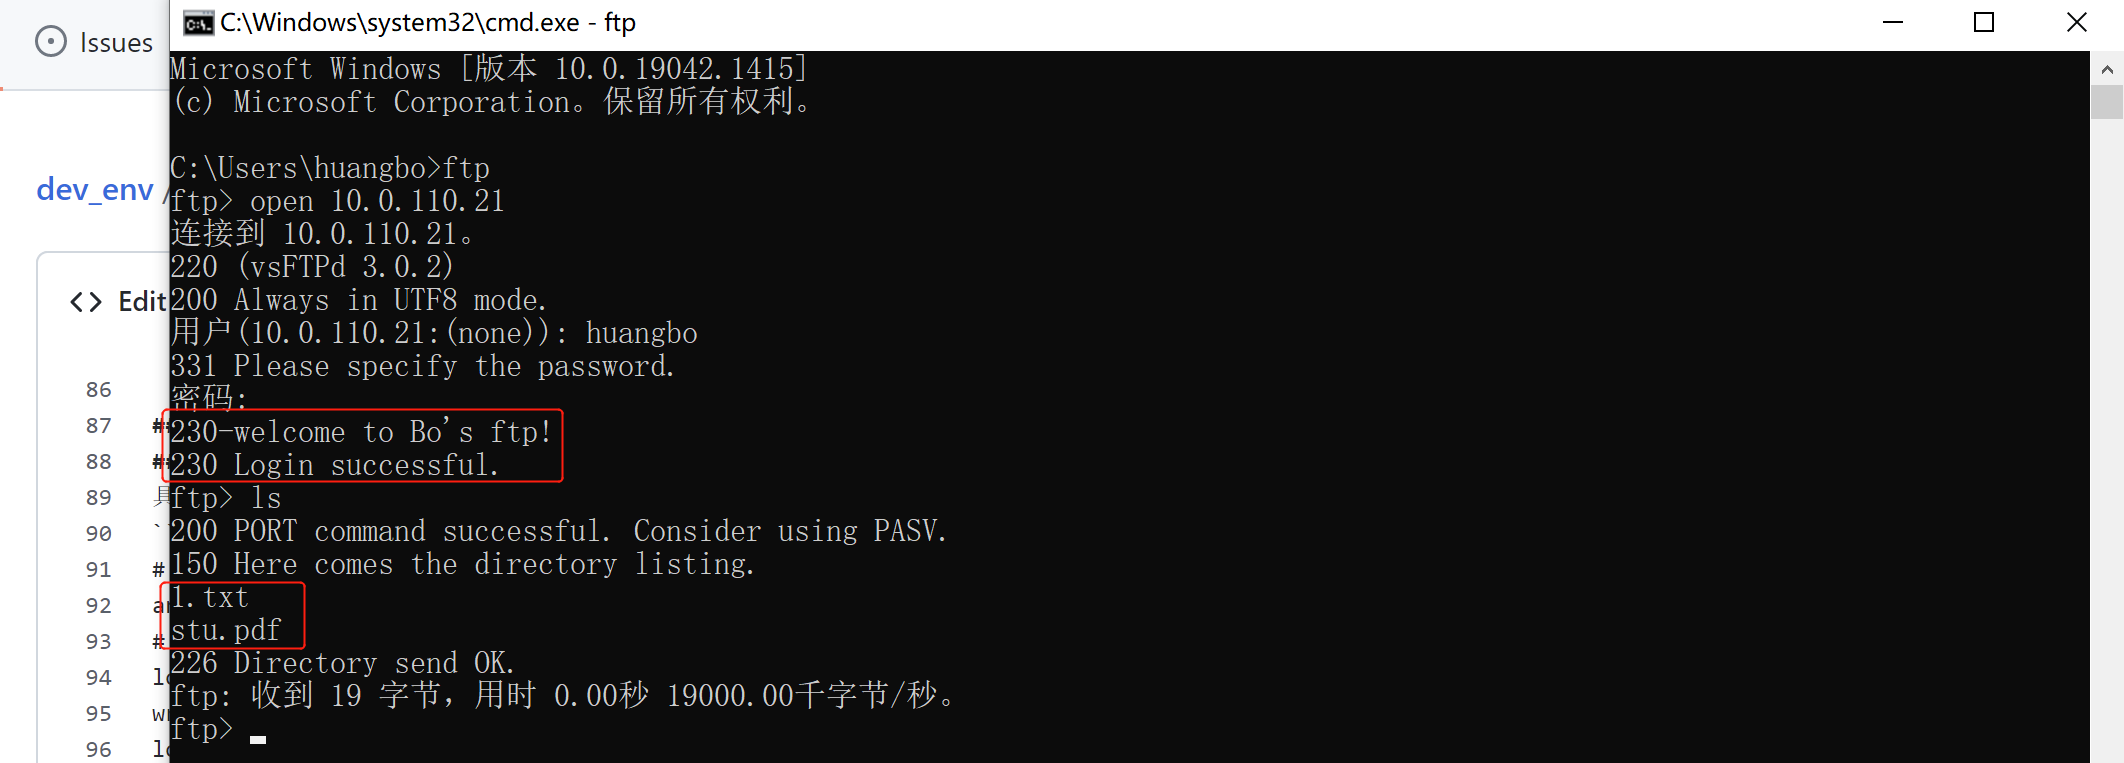 Issues
C:\Windows\system32\cmd.exe - ftp
dev_env /
Edit
86
87
88
89
90
91
92
93
94
95
96
Microsoft Windows [版本 10.0.19042.1415]
(c) Microsoft Corporation。保留所有权利。
C:\Users\huangbo>ftp
ftp> open 10.0.110.21
连接到 10.0.110.21。
220 (vsFTPd 3.0.2)
200 Always in UTF8 mode.
用户(10.0.110.21:(none)): huangbo
331 Please specify the password.
密码:
230-welcome to Bo's ftp!
230 Login successful.
ftp> ls
200 PORT command successful. Consider using PASV.
150 Here comes the directory listing.
1.txt
stu.pdf
226 Directory send OK.
ftp: 收到 19 字节，用时 0.00秒 19000.00千字节/秒。
ftp>